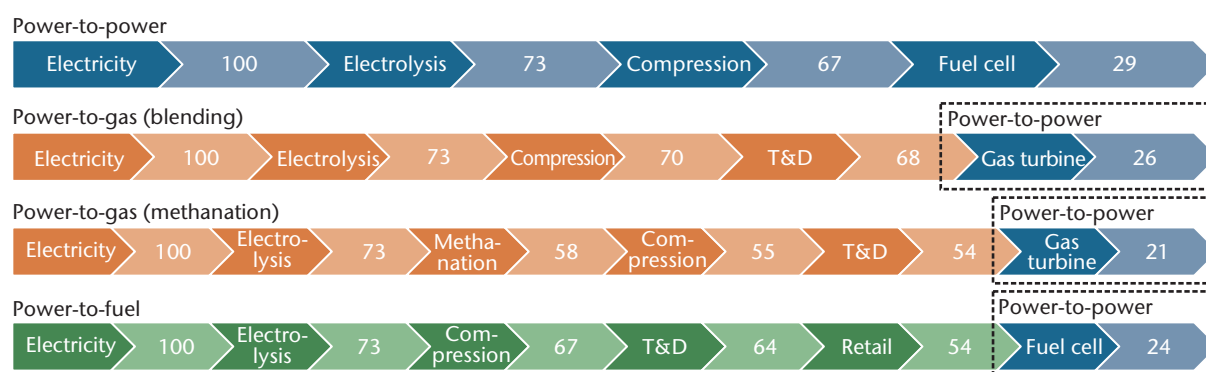 Power-to-power
Electricity 100 Electrolysis 73 Compression 67 Fuel cell 29
Power-to-gas (blending)
Power-to-power
Electricity 100 Electrolysis 73 Compression 70 T&D 68 Gas turbine 26
Power-to-gas (methanation)
Power-to-power
Electricity 100 Electro-
lysis 73 Metha-
nation 58 Com-
pression 55 T&D 54 Gas
turbine 21
Power-to-fuel
Power-to-power
Electricity 100 Electro-
lysis 73 Com-
pression 67 T&D 64 Retail 54 Fuel cell 24